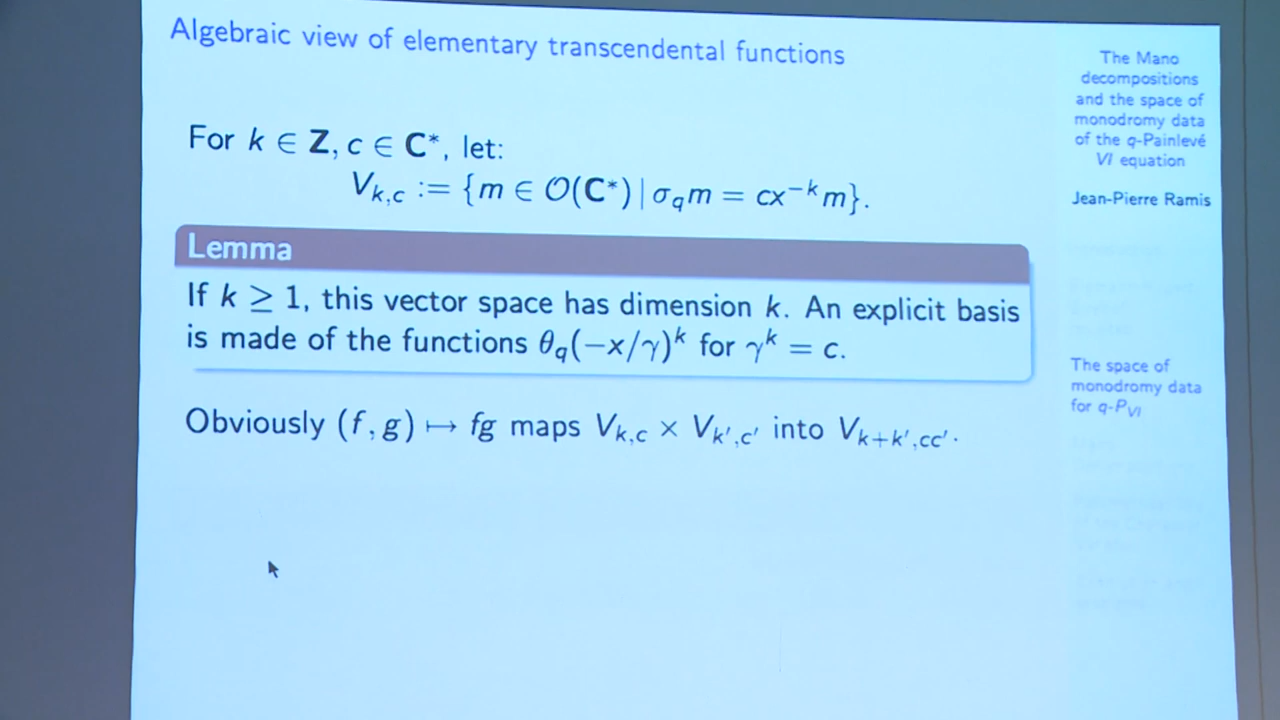 Algebraic view of elementary transcendental functions
For k ∈ Z, c ∈ C*, let:
V_{k,c} := {m ∈ O(C*) | σ_q m = cx^{−k} m}.
Lemma
If k ≥ 1, this vector space has dimension k. An explicit basis
is made of the functions θ_q(−x/γ)^k for γ^k = c.
Obviously (f, g) ↦ fg maps V_{k,c} × V_{k′,c′} into V_{k+k′,cc′}.
The Mano
decompositions
and the space of
monodromy data
of the q-Painlevé
VI equation
Jean-Pierre Ramis
The space of
monodromy data
for q-P_{VI}